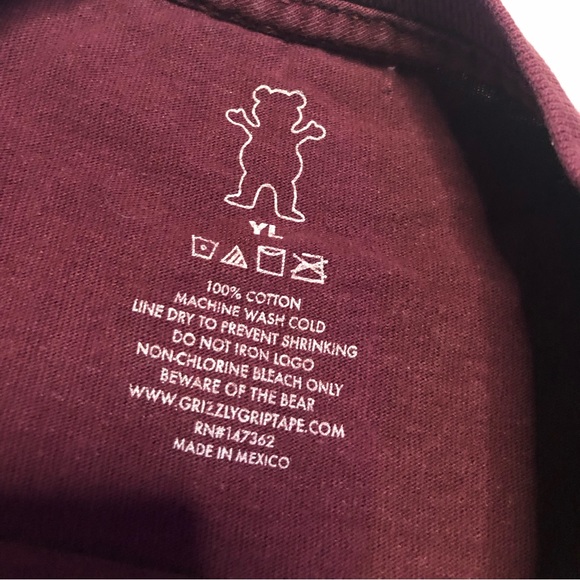 YL
100% COTTON
MACHINE WASH COLD
LINE DRY TO PREVENT SHRINKING
DO NOT IRON LOGO
NON-CHLORINE BLEACH ONLY
BEWARE OF THE BEAR
WWW.GRIZZLYGRIPTAPE.COM
RN#147362
MADE IN MEXICO